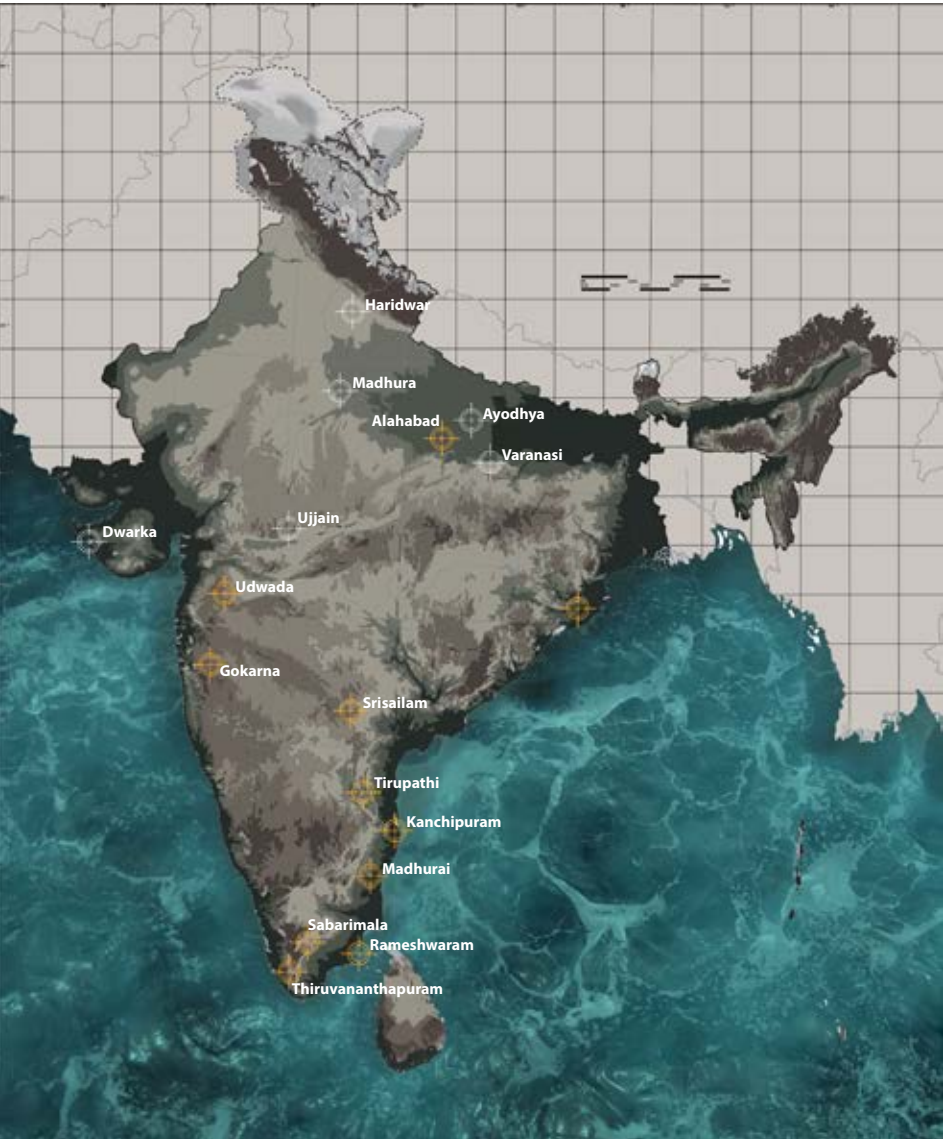 Haridwar
Madhura
Alahabad
Ayodhya
Varanasi
Ujjain
Dwarka
Udwada
Gokarna
Srisailam
Tirupathi
Kanchipuram
Madhurai
Sabarimala
Rameshwaram
Thiruvananthapuram